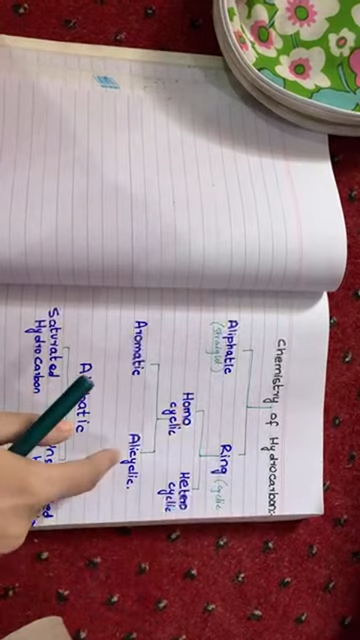 Chemistry of Hydrocarbon:
Aliphatic Ring (cyclic
(straight)
Homo cyclic Hetero cyclic
Aromatic Alicyclic.
Saturated
Hydrocarbon